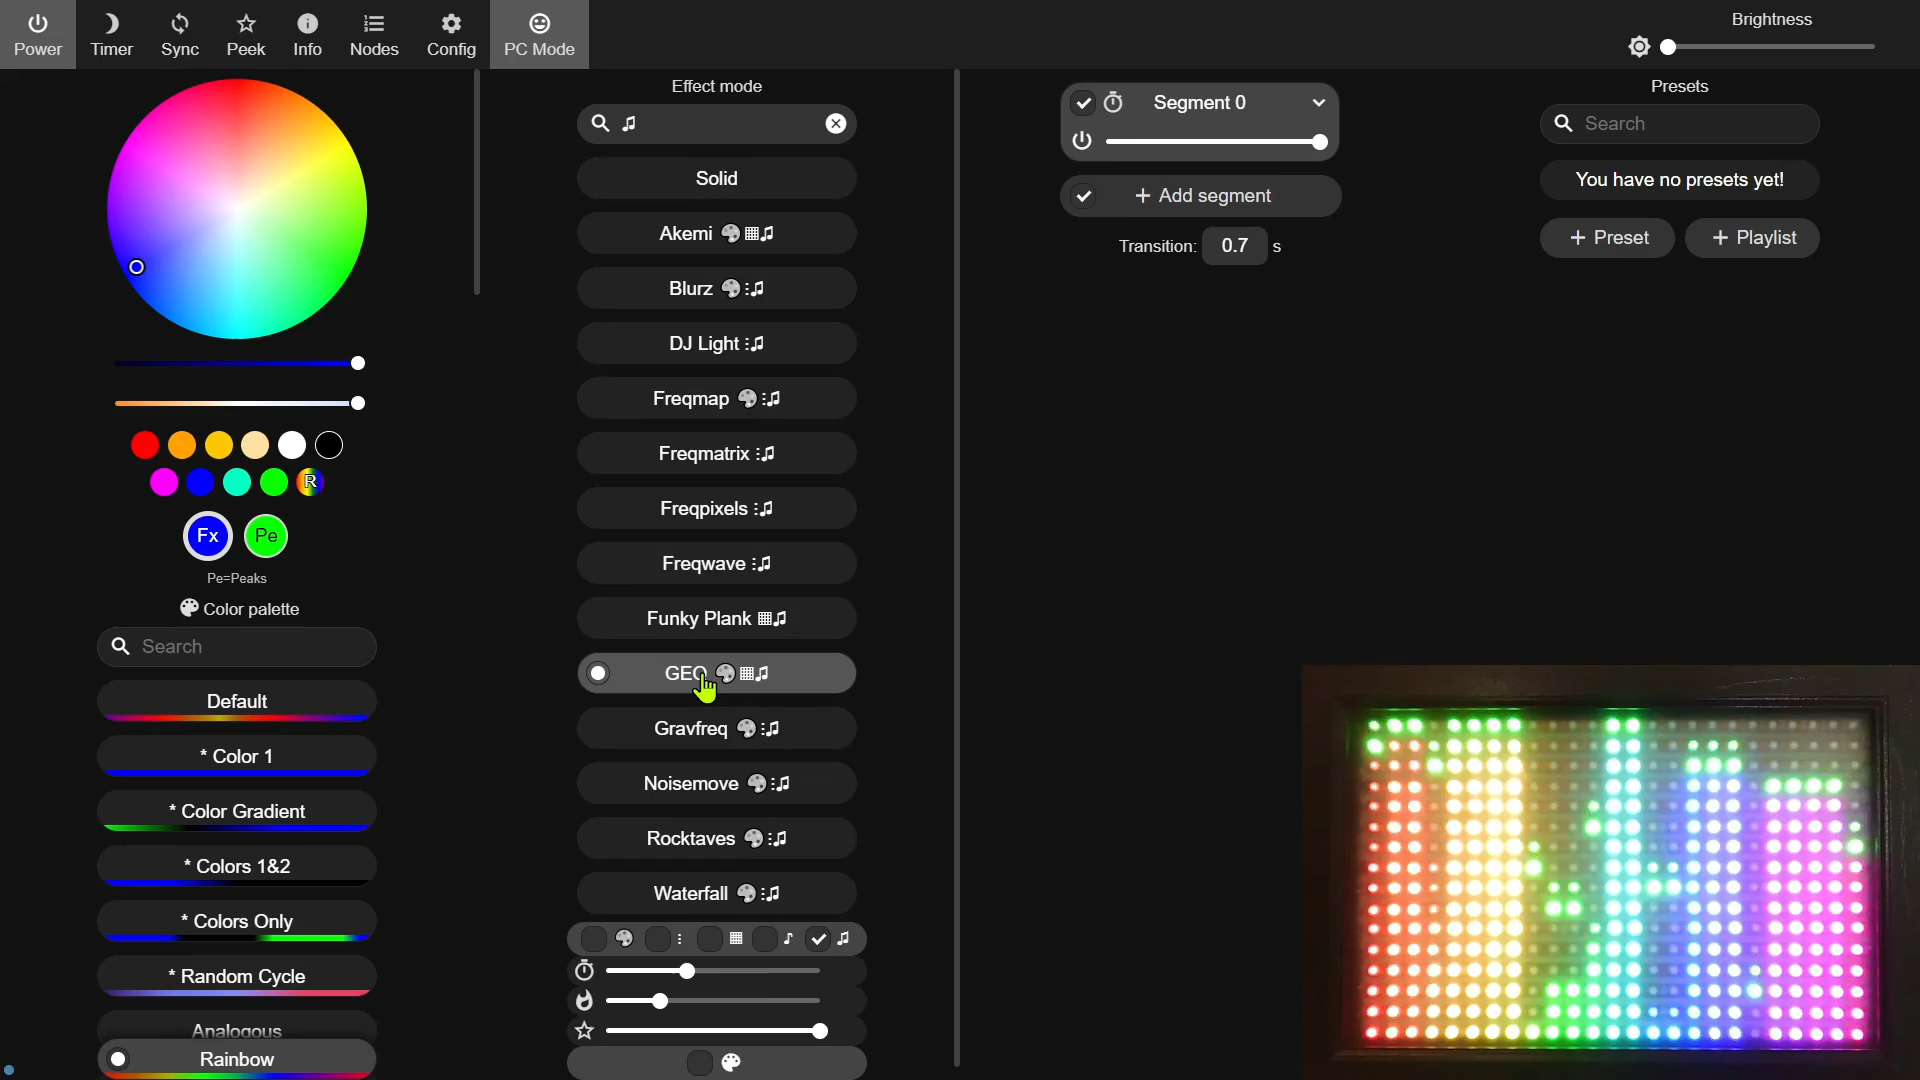 Power
Timer
Sync
Peek
Info
Nodes
Config
PC Mode
Brightness
R
Fx
Pe
Pe=Peaks
Color palette
Search
Default
* Color 1
* Color Gradient
* Colors 1&2
* Colors Only
* Random Cycle
Analogous
Rainbow
Effect mode
Solid
Akemi
Blurz
DJ Light
Freqmap
Freqmatrix
Freqpixels
Freqwave
Funky Plank
GEQ
Gravfreq
Noisemove
Rocktaves
Waterfall
Segment 0
+ Add segment
Transition: 0.7 s
Presets
Search
You have no presets yet!
+ Preset
+ Playlist